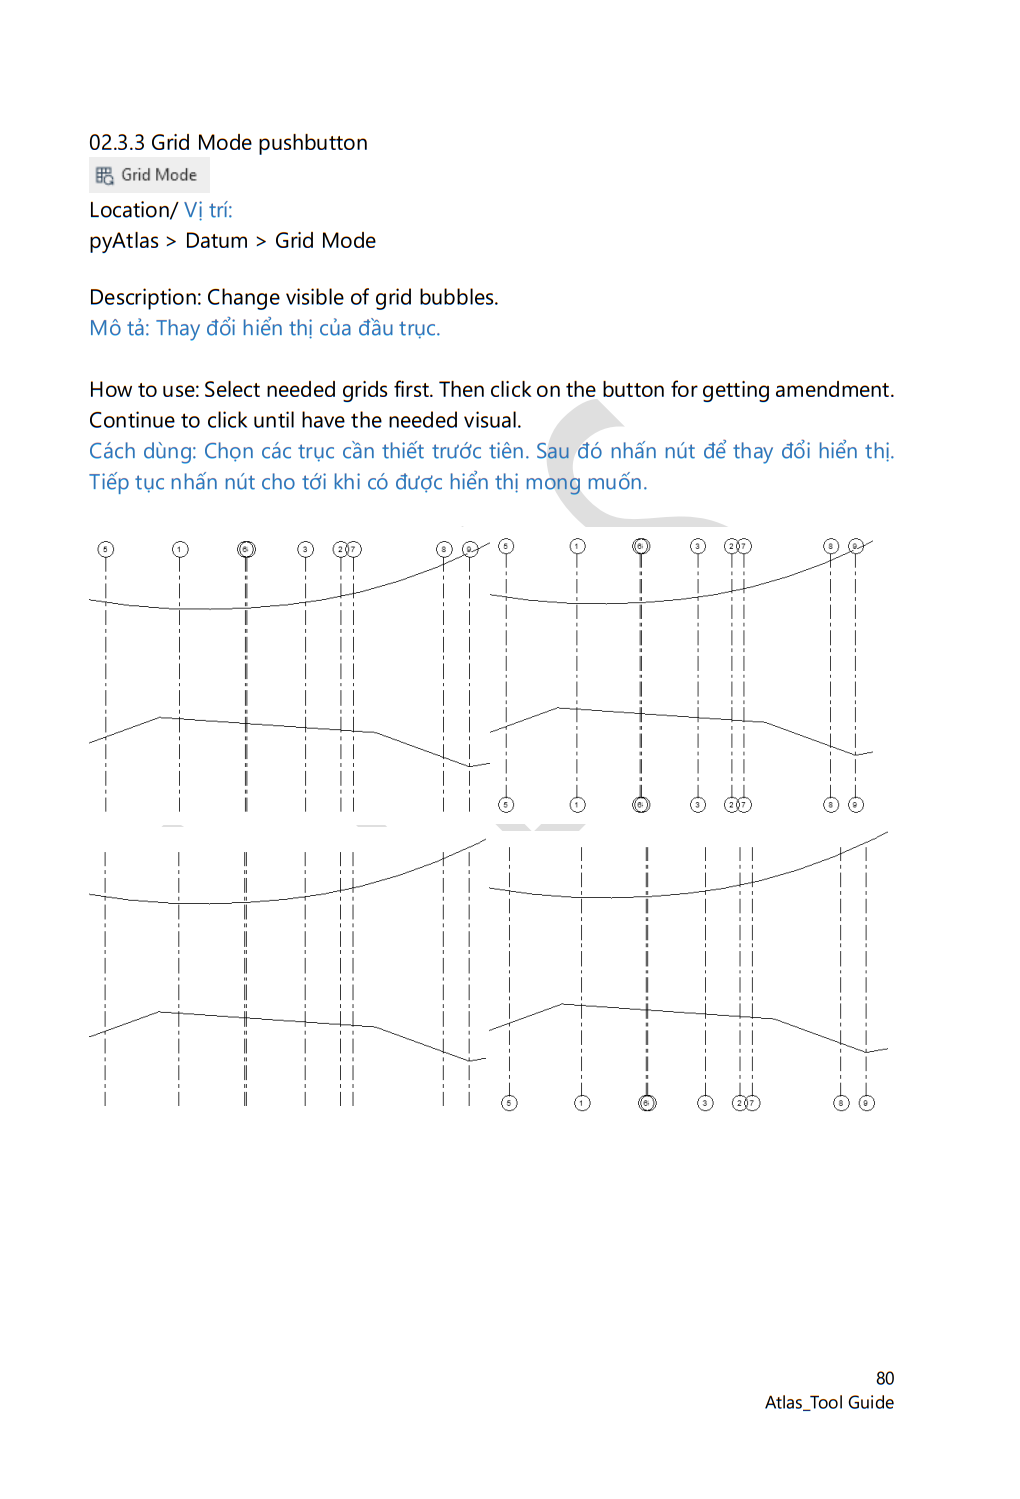 02.3.3 Grid Mode pushbutton
Grid Mode
Location/ Vị trí:
pyAtlas > Datum > Grid Mode
Description: Change visible of grid bubbles.
Mô tả: Thay đổi hiển thị của đầu trục.
How to use: Select needed grids first. Then click on the button for getting amendment.
Continue to click until have the needed visual.
Cách dùng: Chọn các trục cần thiết trước tiên. Sau đó nhấn nút để thay đổi hiển thị.
Tiếp tục nhấn nút cho tới khi có được hiển thị mong muốn.
5 1 6 3 2 7 8 9
5 1 6 3 2 7 8 9
5 1 6 3 2 7 8 9
5 1 6 3 2 7 8 9
80
Atlas_Tool Guide